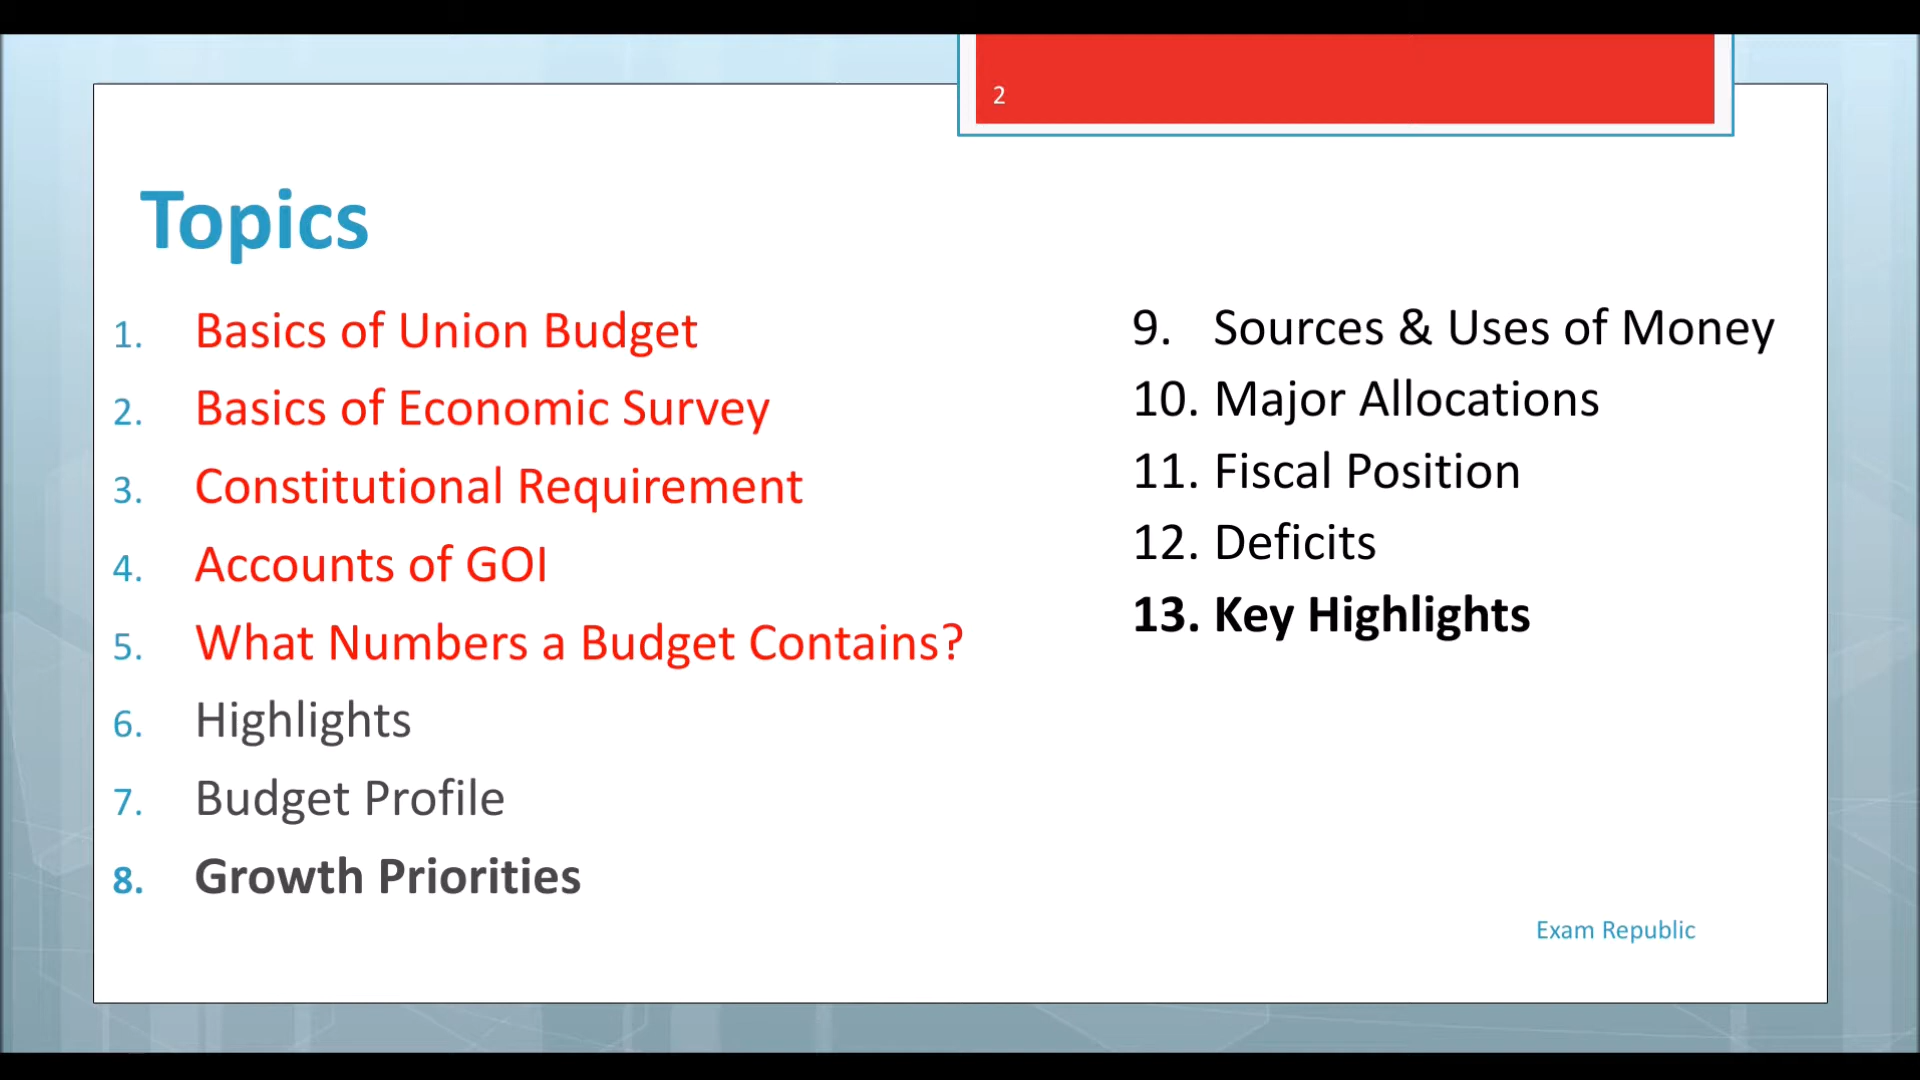 2
Topics
1. Basics of Union Budget
2. Basics of Economic Survey
3. Constitutional Requirement
4. Accounts of GOI
5. What Numbers a Budget Contains?
6. Highlights
7. Budget Profile
8. Growth Priorities
9. Sources & Uses of Money
10. Major Allocations
11. Fiscal Position
12. Deficits
13. Key Highlights
Exam Republic